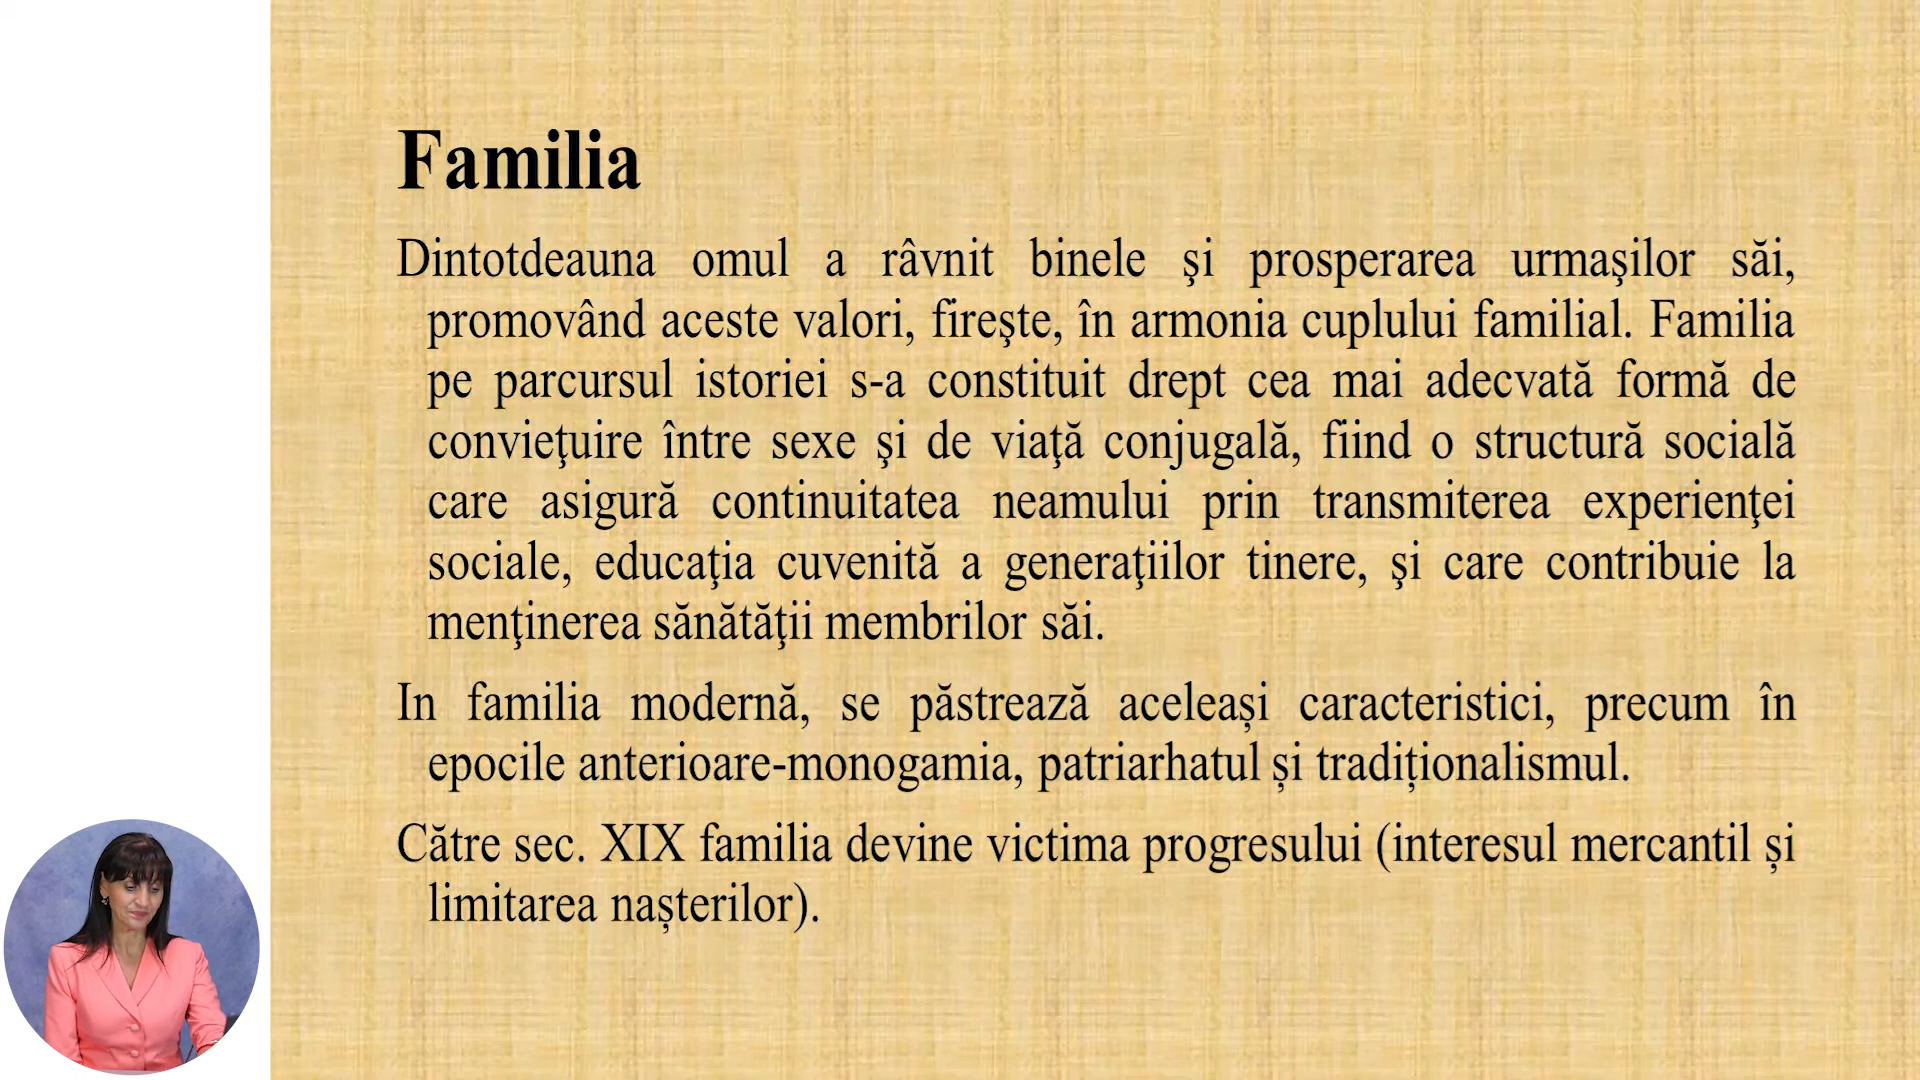 Familia
Dintotdeauna omul a râvnit binele şi prosperarea urmaşilor săi,
promovând aceste valori, fireşte, în armonia cuplului familial. Familia
pe parcursul istoriei s-a constituit drept cea mai adecvată formă de
convieţuire între sexe şi de viaţă conjugală, fiind o structură socială
care asigură continuitatea neamului prin transmiterea experienţei
sociale, educaţia cuvenită a generaţiilor tinere, şi care contribuie la
menţinerea sănătăţii membrilor săi.
In familia modernă, se păstrează aceleași caracteristici, precum în
epocile anterioare-monogamia, patriarhatul și tradiționalismul.
Către sec. XIX familia devine victima progresului (interesul mercantil și
limitarea nașterilor).